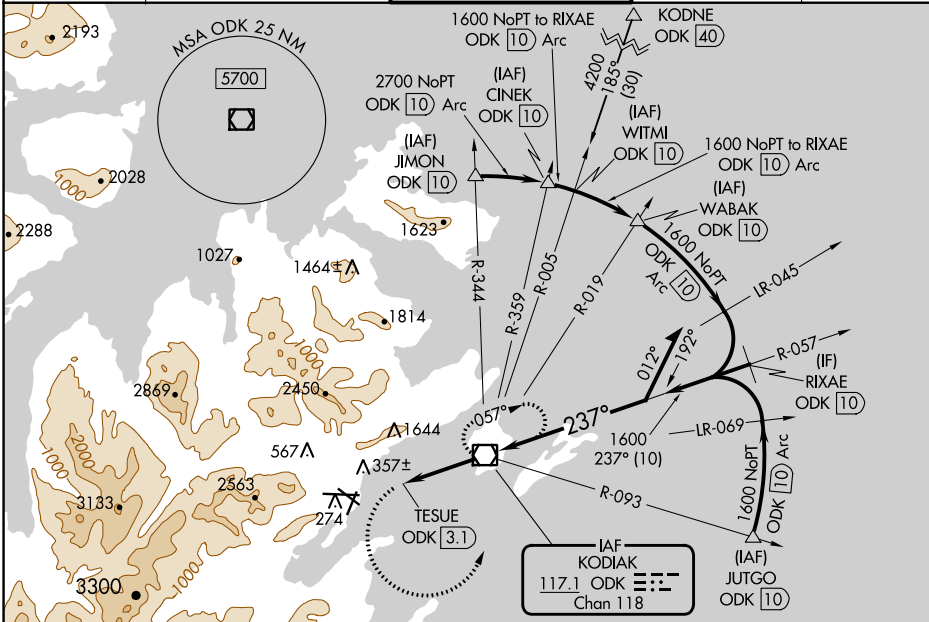 2193
MSA ODK 25 NM
5700
1600 NoPT to RIXAE
ODK 10 Arc
KODNE
ODK 40
4200
185°
(30)
2700 NoPT
ODK 10 Arc
(IAF)
CINEK
ODK 10
(IAF)
WITMI
ODK 10
1600 NoPT to RIXAE
ODK 10 Arc
(IAF)
JIMON
ODK 10
(IAF)
WABAK
ODK 10
1000
2028
2288
1623
1027
1464±
1814
1000
2869
2450
1644
567
357±
2000
1000
3133
2563
274
3300
1000
R-344
R-359
R-005
R-019
1600 NoPT
ODK 10
Arc
LR-045
012°
192°
R-057
(IF)
RIXAE
ODK 10
057°
237°
1600
237° (10)
LR-069
R-093
1600 NoPT
ODK 10 Arc
TESUE
ODK 3.1
IAF
KODIAK
117.1 ODK
Chan 118
(IAF)
JUTGO
ODK 10